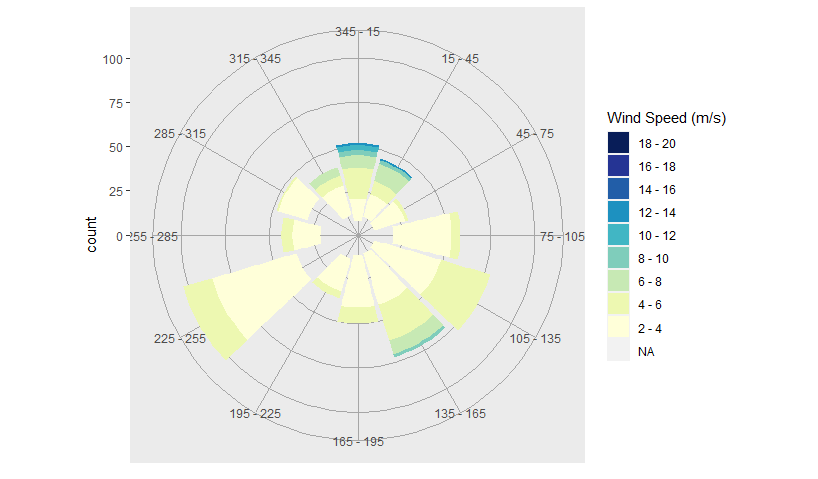 345 - 15
315 - 345
15 - 45
100
75
285 - 315
45 - 75
50
25
0
255 - 285
75 - 105
count
225 - 255
105 - 135
195 - 225
135 - 165
165 - 195
Wind Speed (m/s)
18 - 20
16 - 18
14 - 16
12 - 14
10 - 12
8 - 10
6 - 8
4 - 6
2 - 4
NA